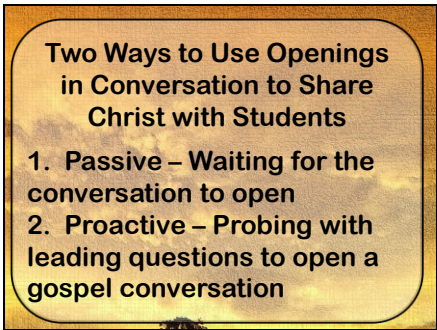 Two Ways to Use Openings
in Conversation to Share
Christ with Students
1. Passive – Waiting for the
conversation to open
2. Proactive – Probing with
leading questions to open a
gospel conversation